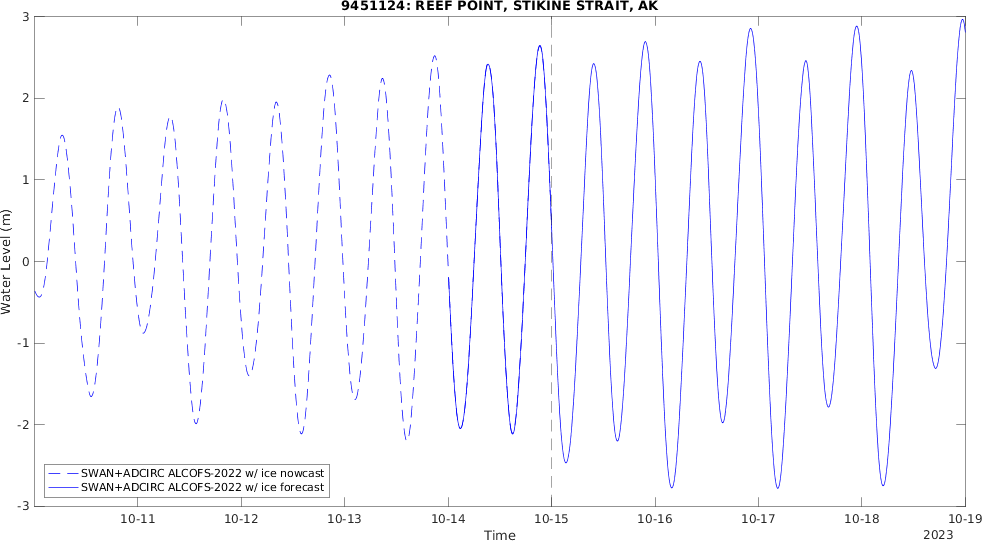 9451124: REEF POINT, STIKINE STRAIT, AK
3
2
1
0
-1
-2
-3
Water Level (m)
SWAN+ADCIRC ALCOFS-2022 w/ ice nowcast
SWAN+ADCIRC ALCOFS-2022 w/ ice forecast
10-11 10-12 10-13 10-14 10-15 10-16 10-17 10-18 10-19
Time
2023